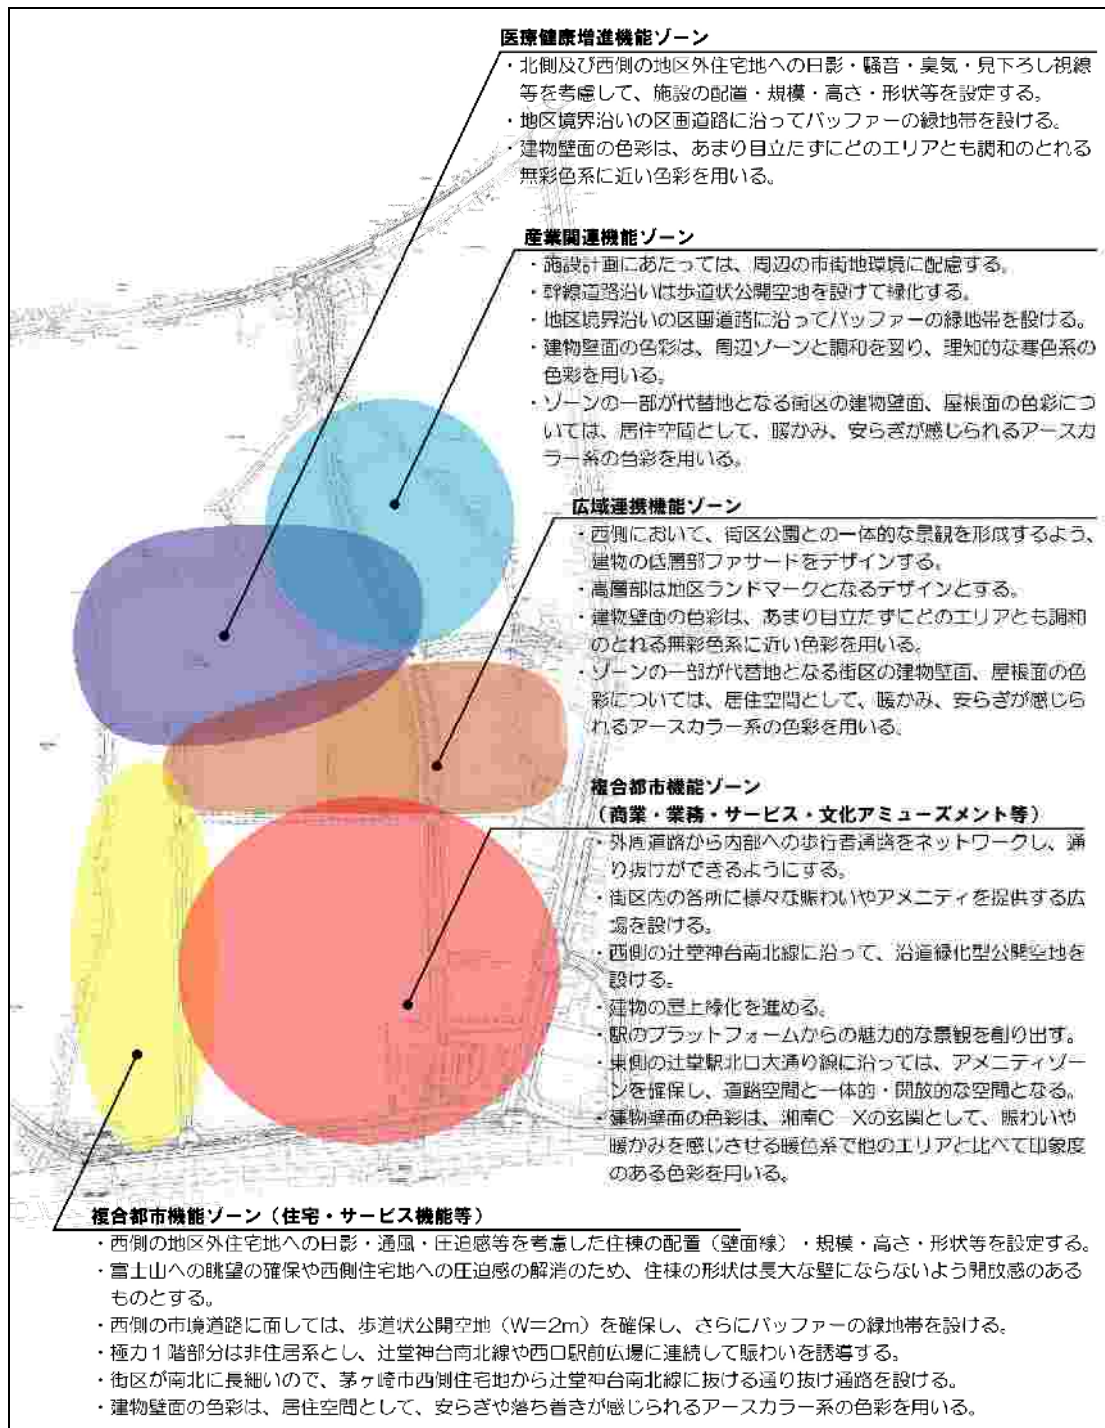 医療健康増進機能ゾーン
・北側及び西側の地区外住宅地への日影・騒音・臭気・見下ろし視線
等を考慮して、施設の配置・規模・高さ・形状等を設定する。
・地区境界沿いの区画道路に沿ってバッファーの緑地帯を設ける。
・建物壁面の色彩は、あまり目立たずにどのエリアとも調和のとれる
無彩色系に近い色彩を用いる。
産業関連機能ゾーン
・施設計画にあたっては、周辺の市街地環境に配慮する。
・幹線道路沿いは歩道状公開空地を設けて緑化する。
・地区境界沿いの区画道路に沿ってバッファーの緑地帯を設ける。
・建物壁面の色彩は、周辺ゾーンと調和を図り、理知的な寒色系の
色彩を用いる。
・ゾーンの一部が代替地となる街区の建物壁面、屋根面の色彩につ
いては、居住空間として、暖かみ、安らぎが感じられるアースカ
ラー系の色彩を用いる。
広域連携機能ゾーン
・西側において、街区公園との一体的な景観を形成するよう、
建物の低層部ファサードをデザインする。
・高層部は地区ランドマークとなるデザインとする。
・建物壁面の色彩は、あまり目立たずにどのエリアとも調和
のとれる無彩色系に近い色彩を用いる。
・ゾーンの一部が代替地となる街区の建物壁面、屋根面の色
彩については、居住空間として、暖かみ、安らぎが感じら
れるアースカラー系の色彩を用いる。
複合都市機能ゾーン
（商業・業務・サービス・文化アミューズメント等）
・外周道路から内部への歩行者通路をネットワークし、通
り抜けができるようにする。
・街区内の各所に様々な賑わいやアメニティを提供する広
場を設ける。
・西側の辻堂神台南北線に沿って、沿道緑化型公開空地を
設ける。
・建物の屋上緑化を進める。
・駅のプラットフォームからの魅力的な景観を創り出す。
・東側の辻堂駅北口大通り線に沿っては、アメニティゾー
ンを確保し、道路空間と一体的・開放的な空間となる。
・建物壁面の色彩は、湘南C－Xの玄関として、賑わいや
暖かみを感じさせる暖色系で他のエリアと比べて印象度
のある色彩を用いる。
複合都市機能ゾーン（住宅・サービス機能等）
・西側の地区外住宅地への日影・通風・圧迫感等を考慮した住棟の配置（壁面線）・規模・高さ・形状等を設定する。
・富士山への眺望の確保や西側住宅地への圧迫感の解消のため、住棟の形状は長大な壁にならないよう開放感のある
ものとする。
・西側の市境道路に面しては、歩道状公開空地（W＝2m）を確保し、さらにバッファーの緑地帯を設ける。
・極力１階部分は非住居系とし、辻堂神台南北線や西口駅前広場に連続して賑わいを誘導する。
・街区が南北に長細いので、茅ヶ崎市西側住宅地から辻堂神台南北線に抜ける通り抜け通路を設ける。
・建物壁面の色彩は、居住空間として、安らぎや落ち着きが感じられるアースカラー系の色彩を用いる。